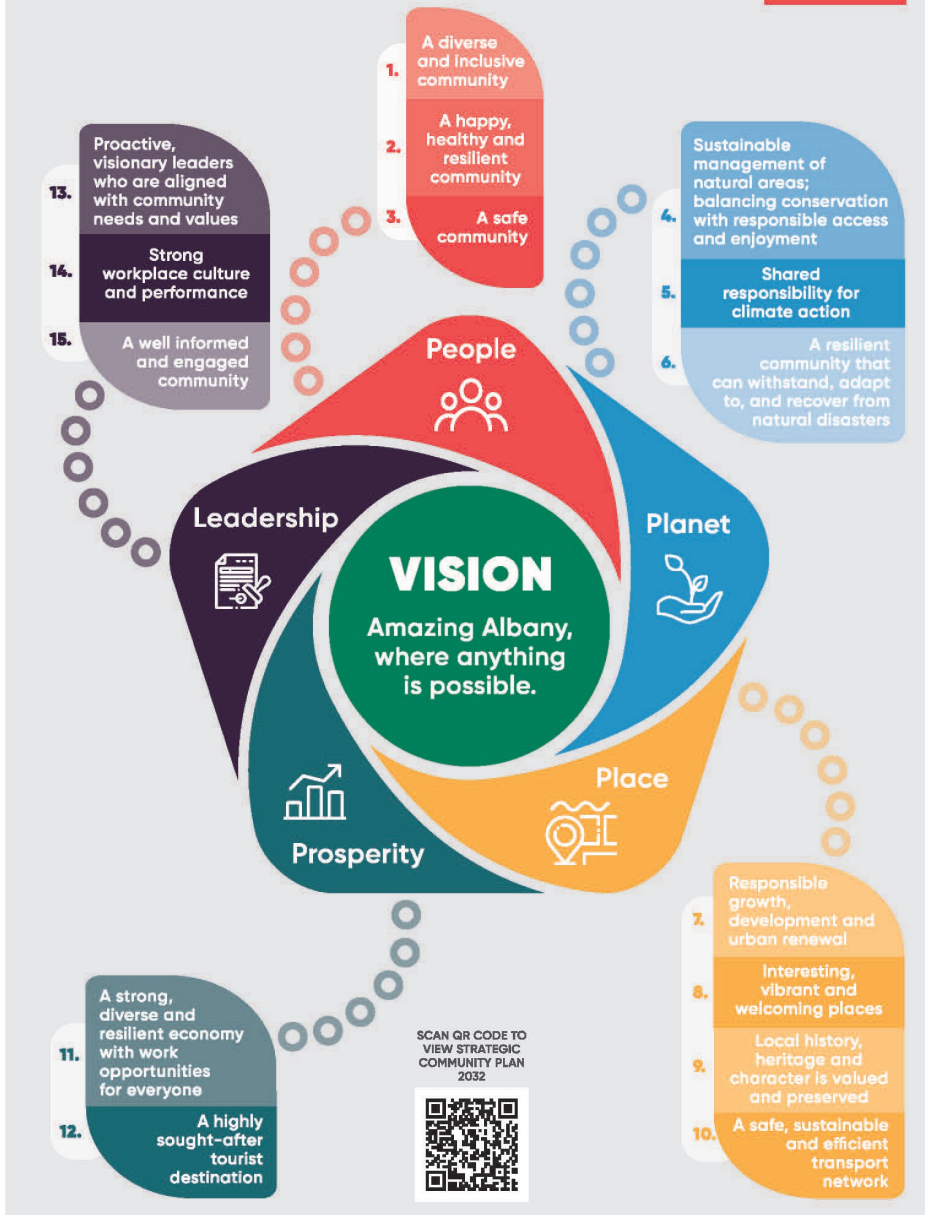 1.
A diverse
and inclusive
community
2.
A happy,
healthy and
resilient
community
3.
A safe
community
13.
Proactive,
visionary leaders
who are aligned
with community
needs and values
14.
Strong
workplace culture
and performance
15.
A well informed
and engaged
community
4.
Sustainable
management of
natural areas;
balancing conservation
with responsible access
and enjoyment
5.
Shared
responsibility for
climate action
6.
A resilient
community that
can withstand, adapt
to, and recover from
natural disasters
People
Leadership
Planet
VISION
Amazing Albany,
where anything
is possible.
Place
Prosperity
7.
Responsible
growth,
development and
urban renewal
8.
Interesting,
vibrant and
welcoming places
9.
Local history,
heritage and
character is valued
and preserved
10.
A safe, sustainable
and efficient
transport
network
11.
A strong,
diverse and
resilient economy
with work
opportunities
for everyone
12.
A highly
sought-after
tourist
destination
SCAN QR CODE TO
VIEW STRATEGIC
COMMUNITY PLAN
2032